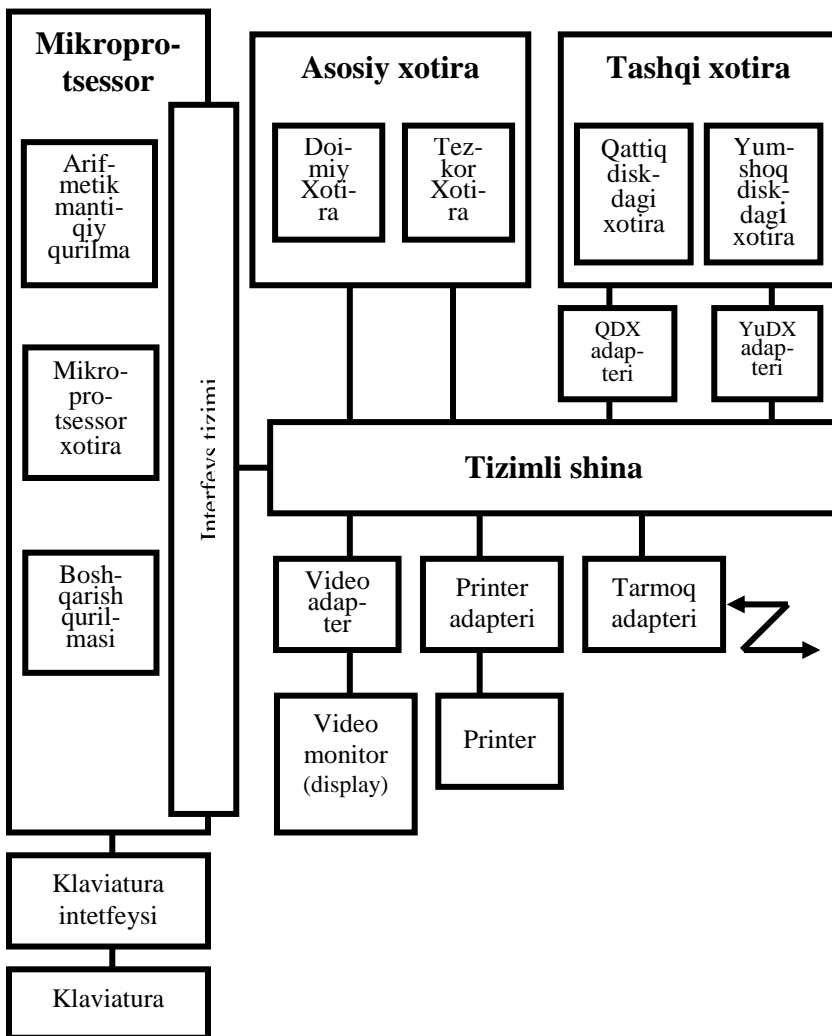 Mikropro-
tsessor
Arif-
metik
manti-
qiy
qurilma
Mikro-
pro-
tsessor
xotira
Bosh-
qarish
quril-
masi
Interfeys tizimi
Asosiy xotira
Doi-
miy
Xoti-
ra
Tez-
kor
Xoti-
ra
Tashqi xotira
Qattiq
disk-
dagi
xotira
Yum-
shoq
disk-
dagi
xotira
QDX
adap-
teri
YuDX
adap-
teri
Tizimli shina
Video
adap-
ter
Printer
adapteri
Tarmoq
adapteri
Video
monitor
(display)
Printer
Klaviatura
intetfeysi
Klaviatura